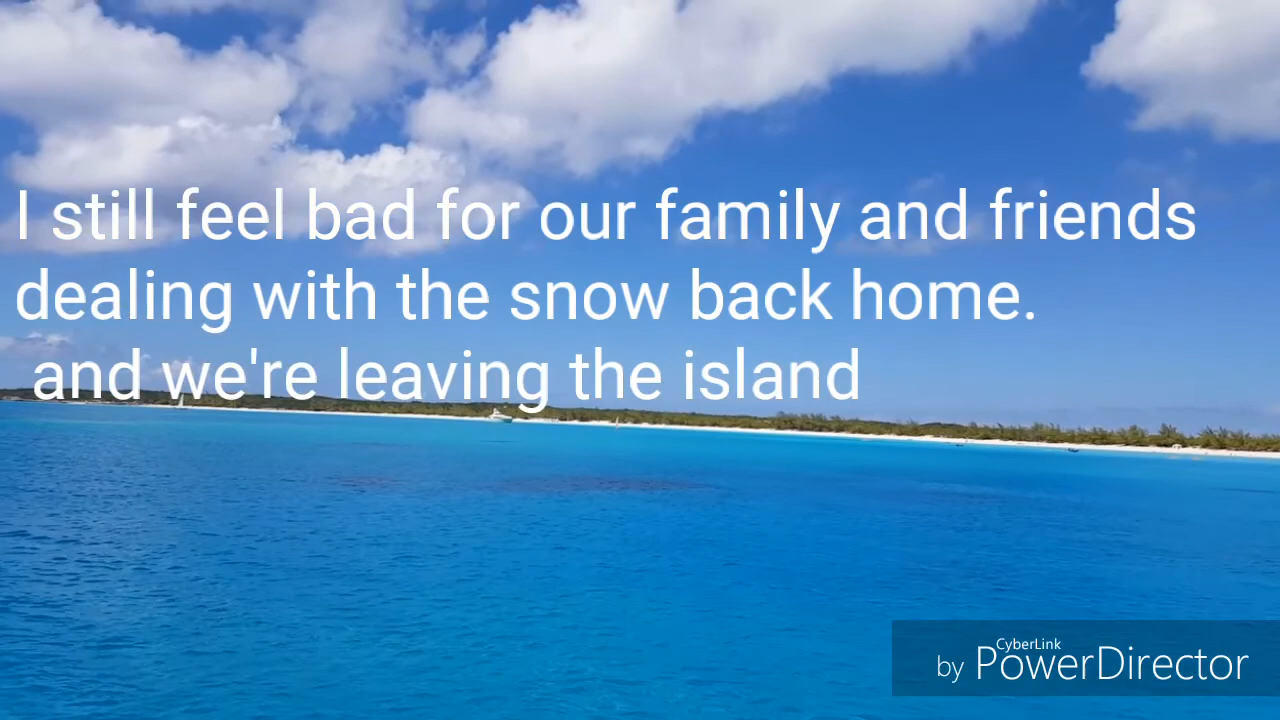 I still feel bad for our family and friends
dealing with the snow back home.
and we're leaving the island
CyberLink
by PowerDirector